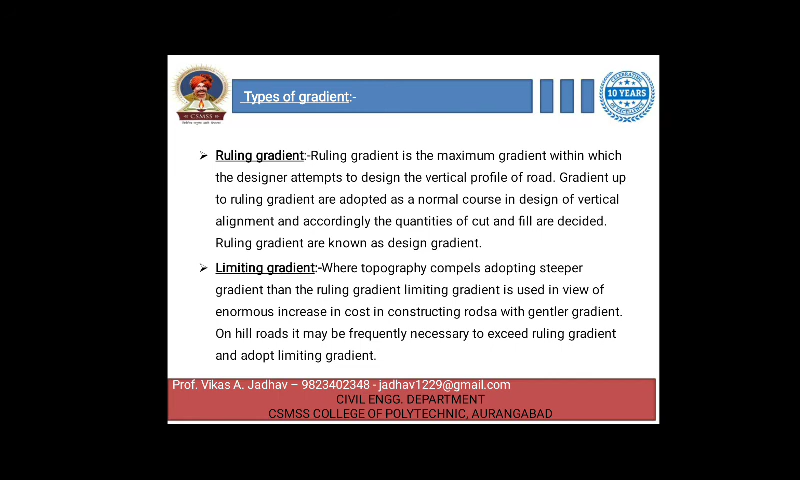 Types of gradient:-
CSMSS
CELEBRATING
10 YEARS
OF EXCELLENCE
➢ Ruling gradient:-Ruling gradient is the maximum gradient within which
the designer attempts to design the vertical profile of road. Gradient up
to ruling gradient are adopted as a normal course in design of vertical
alignment and accordingly the quantities of cut and fill are decided.
Ruling gradient are known as design gradient.
➢ Limiting gradient:-Where topography compels adopting steeper
gradient than the ruling gradient limiting gradient is used in view of
enormous increase in cost in constructing rodsa with gentler gradient.
On hill roads it may be frequently necessary to exceed ruling gradient
and adopt limiting gradient.
Prof. Vikas A. Jadhav – 9823402348 - jadhav1229@gmail.com
CIVIL ENGG. DEPARTMENT
CSMSS COLLEGE OF POLYTECHNIC, AURANGABAD